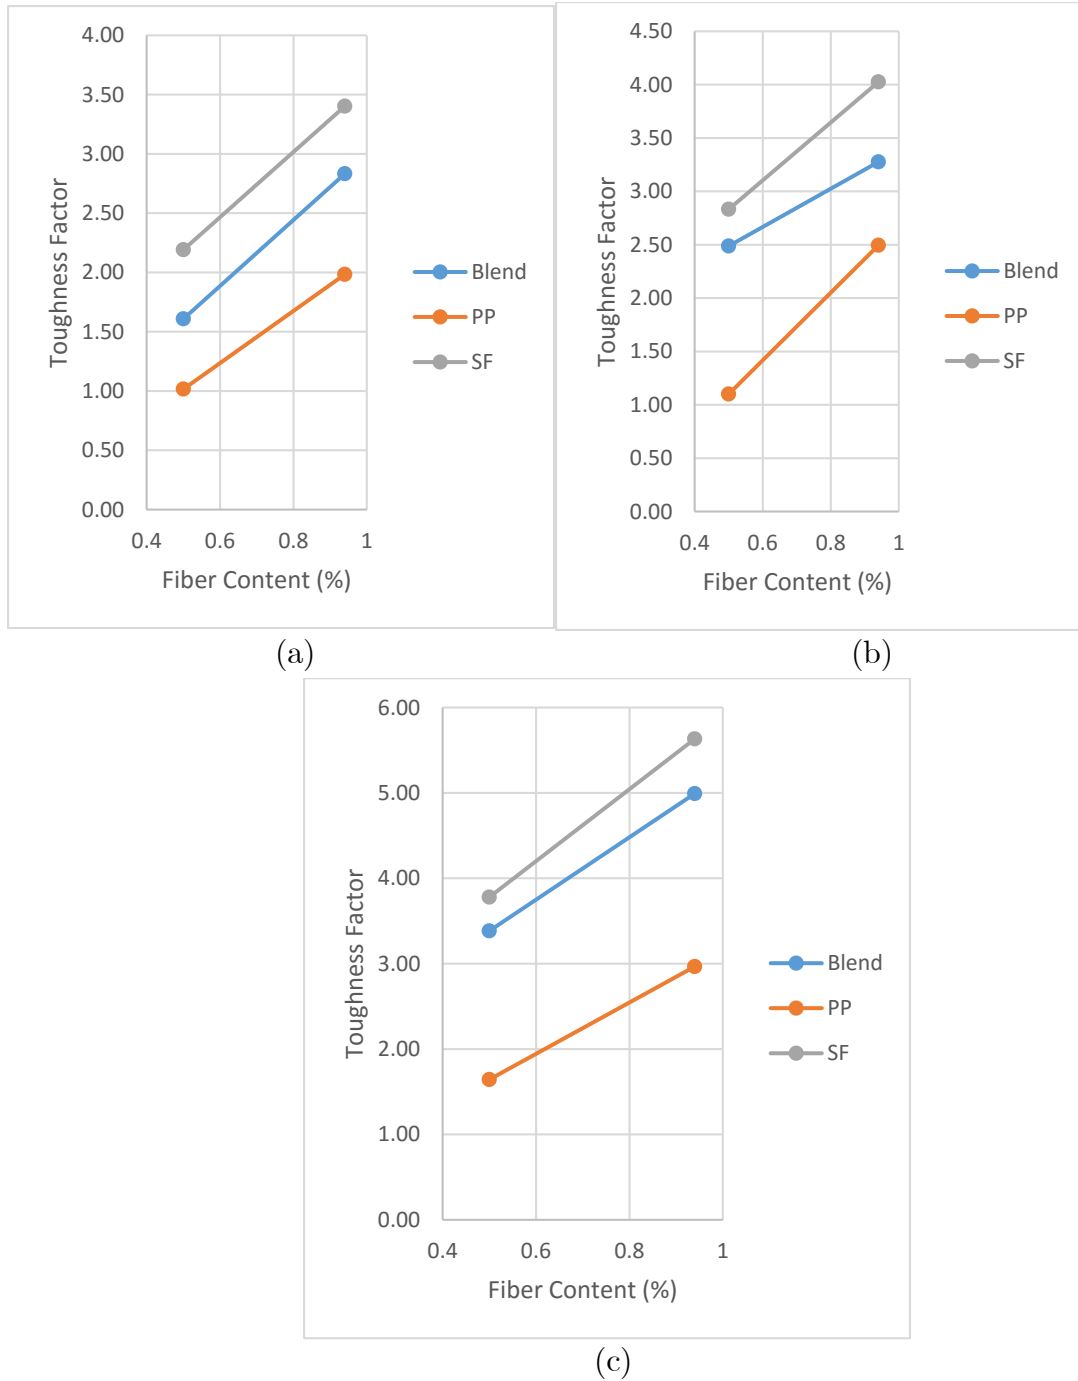 4.00
3.50
3.00
2.50
2.00
1.50
1.00
0.50
0.00
Toughness Factor
0.4 0.6 0.8 1
Fiber Content (%)
Blend
PP
SF
(a)
4.50
4.00
3.50
3.00
2.50
2.00
1.50
1.00
0.50
0.00
Toughness Factor
0.4 0.6 0.8 1
Fiber Content (%)
Blend
PP
SF
(b)
6.00
5.00
4.00
3.00
2.00
1.00
0.00
Toughness Factor
0.4 0.6 0.8 1
Fiber Content (%)
Blend
PP
SF
(c)